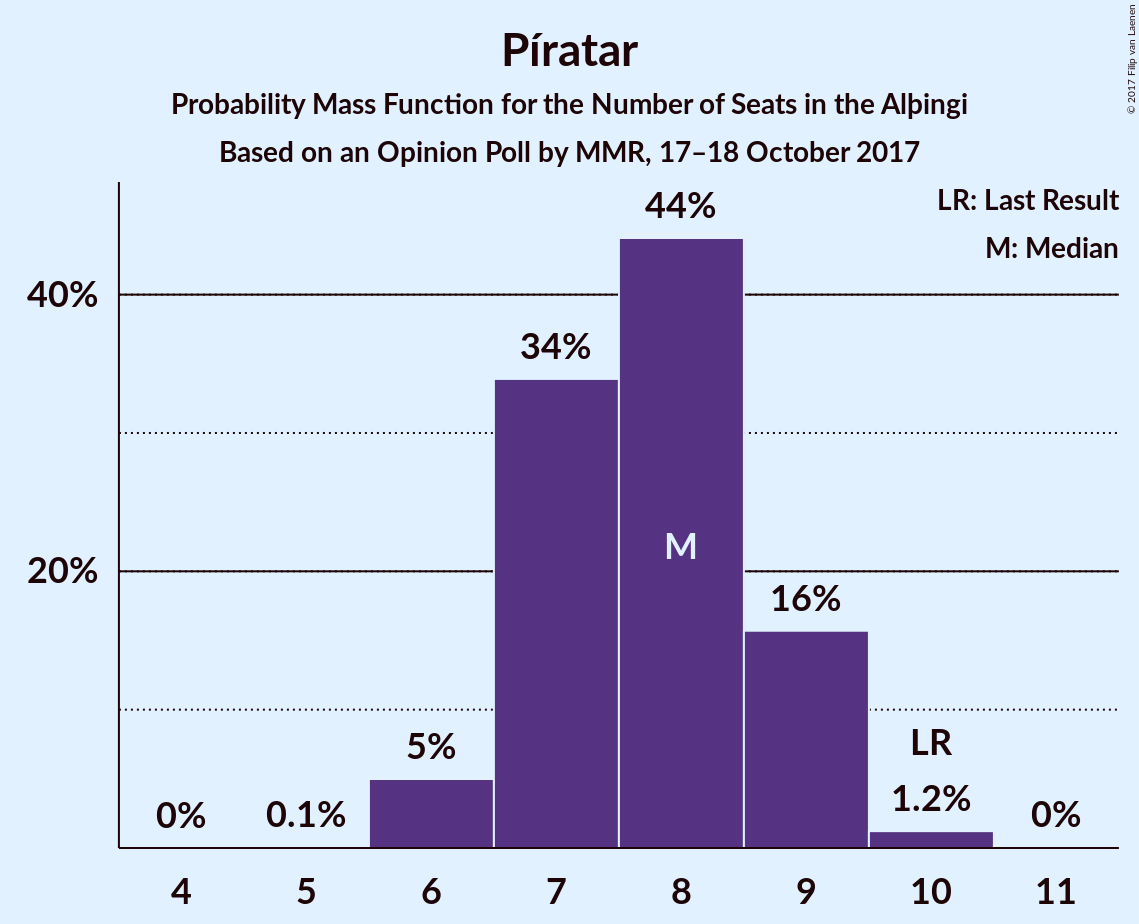 Píratar
Probability Mass Function for the Number of Seats in the Alþingi
Based on an Opinion Poll by MMR, 17–18 October 2017
© 2017 Filip van Laenen
LR: Last Result
M: Median
44%
40%
34%
M
20%
16%
5%
LR
0%
0.1%
1.2%
0%
4 5 6 7 8 9 10 11